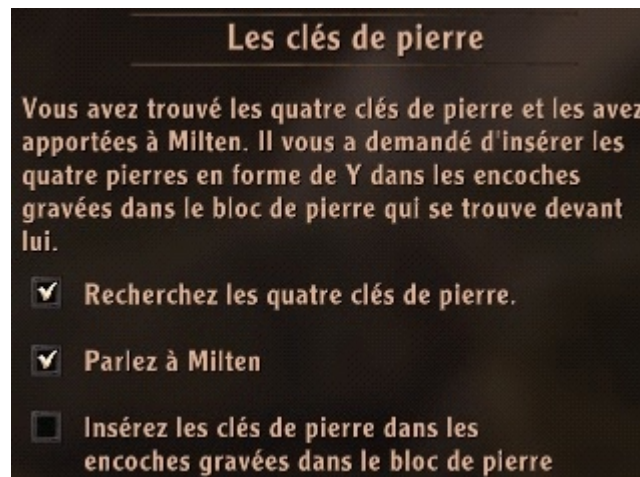 Les clés de pierre
Vous avez trouvé les quatre clés de pierre et les avez
apportées à Milten. Il vous a demandé d'insérer les
quatre pierres en forme de Y dans les encoches
gravées dans le bloc de pierre qui se trouve devant
lui.
Recherchez les quatre clés de pierre.
Parlez à Milten
Insérez les clés de pierre dans les
encoches gravées dans le bloc de pierre